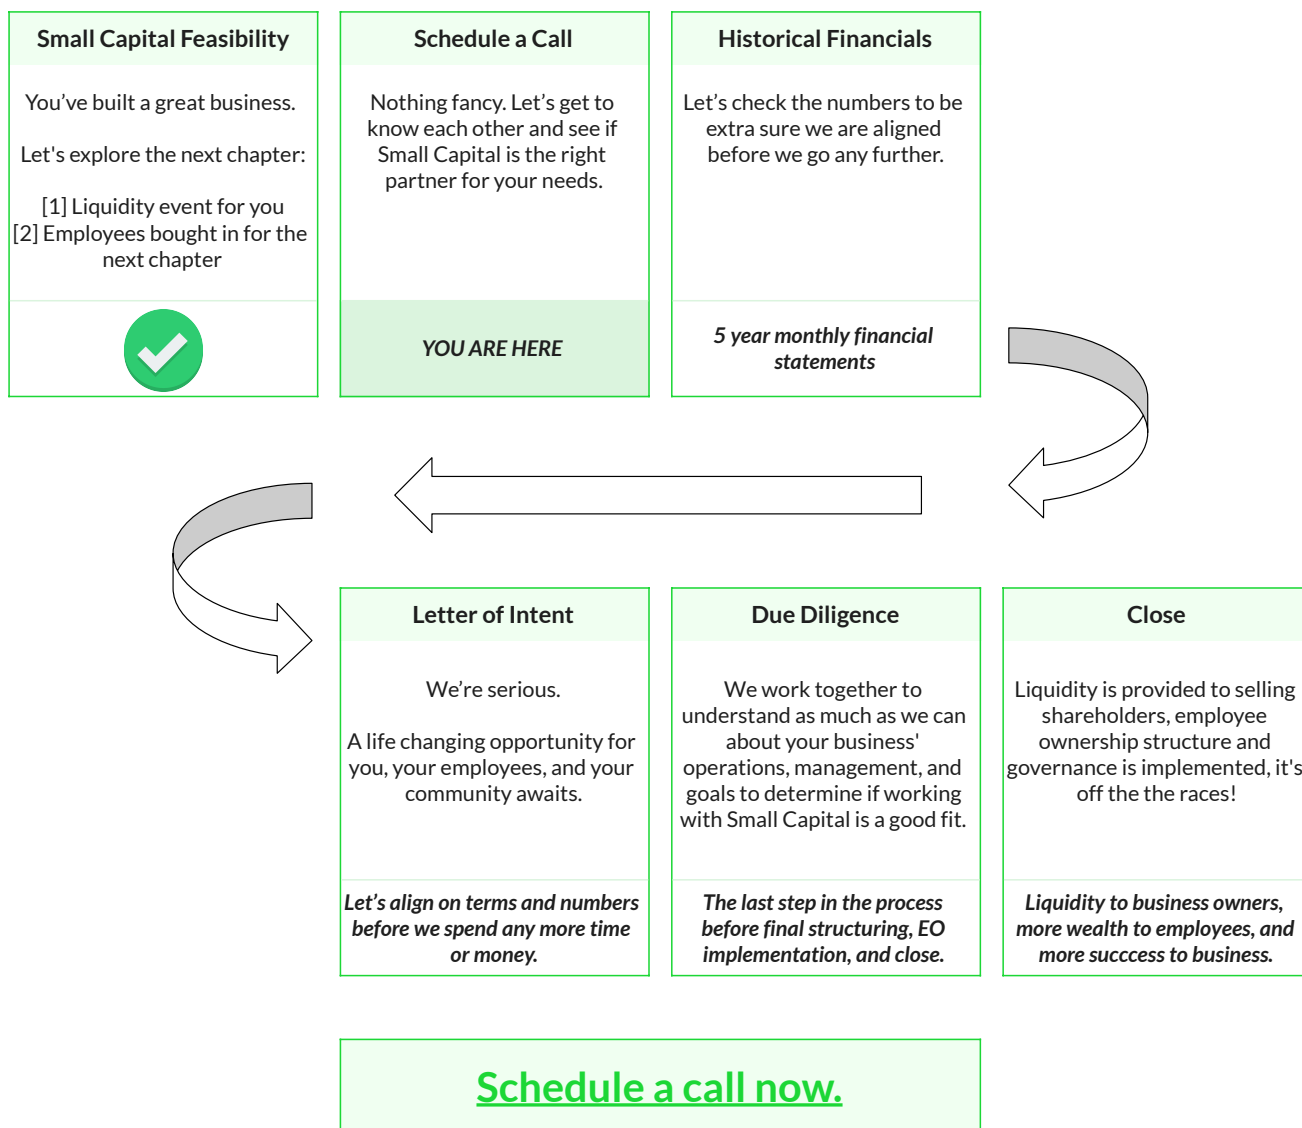 Small Capital Feasibility
You’ve built a great business.
Let's explore the next chapter:
[1] Liquidity event for you
[2] Employees bought in for the
next chapter
Schedule a Call
Nothing fancy. Let’s get to
know each other and see if
Small Capital is the right
partner for your needs.
YOU ARE HERE
Historical Financials
Let’s check the numbers to be
extra sure we are aligned
before we go any further.
5 year monthly financial
statements
Letter of Intent
We’re serious.
A life changing opportunity for
you, your employees, and your
community awaits.
Let’s align on terms and numbers
before we spend any more time
or money.
Due Diligence
We work together to
understand as much as we can
about your business'
operations, management, and
goals to determine if working
with Small Capital is a good fit.
The last step in the process
before final structuring, EO
implementation, and close.
Close
Liquidity is provided to selling
shareholders, employee
ownership structure and
governance is implemented, it's
off the the races!
Liquidity to business owners,
more wealth to employees, and
more succcess to business.
Schedule a call now.